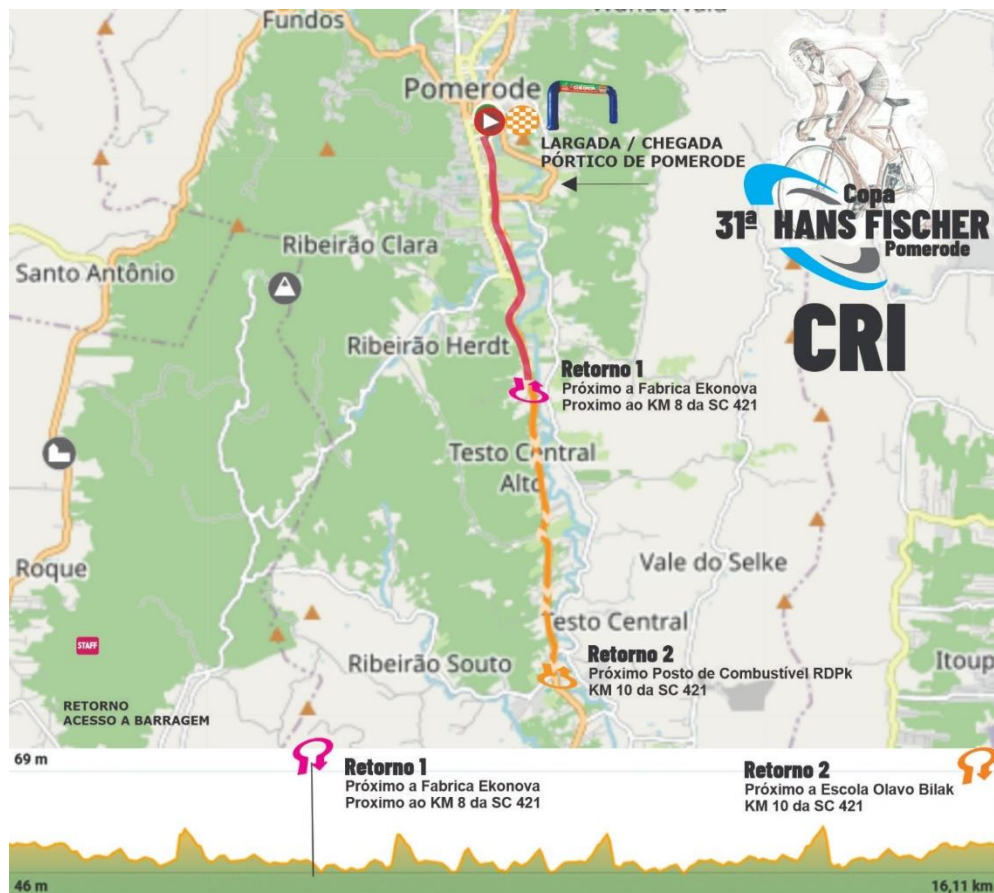 Fundos
Wunderwald
Pomerode
LARGADA / CHEGADA
PÓRTICO DE POMERODE
Copa
31ª HANS FISCHER
Pomerode
CRI
Ribeirão Clara
Santo Antônio
Ribeirão Herdt
Retorno 1
Próximo a Fabrica Ekonova
Proximo ao KM 8 da SC 421
Testo Central
Alto
Roque
Vale do Selke
Testo Central
STAFF
Ribeirão Souto
Retorno 2
Próximo Posto de Combustível RDPk
KM 10 da SC 421
Itoup
RETORNO
ACESSO A BARRAGEM
69 m
Retorno 1
Próximo a Fabrica Ekonova
Proximo ao KM 8 da SC 421
Retorno 2
Próximo a Escola Olavo Bilak
KM 10 da SC 421
46 m
16,11 km